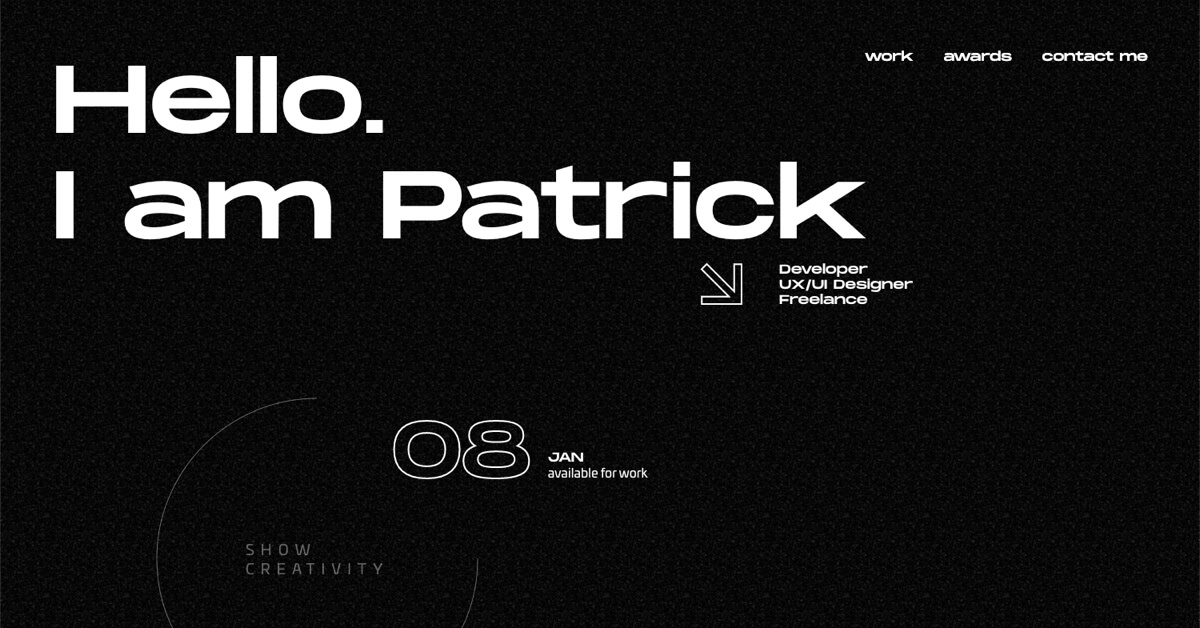 work awards contact me
Hello.
I am Patrick
Developer
UX/UI Designer
Freelance
08
JAN
available for work
SHOW
CREATIVITY